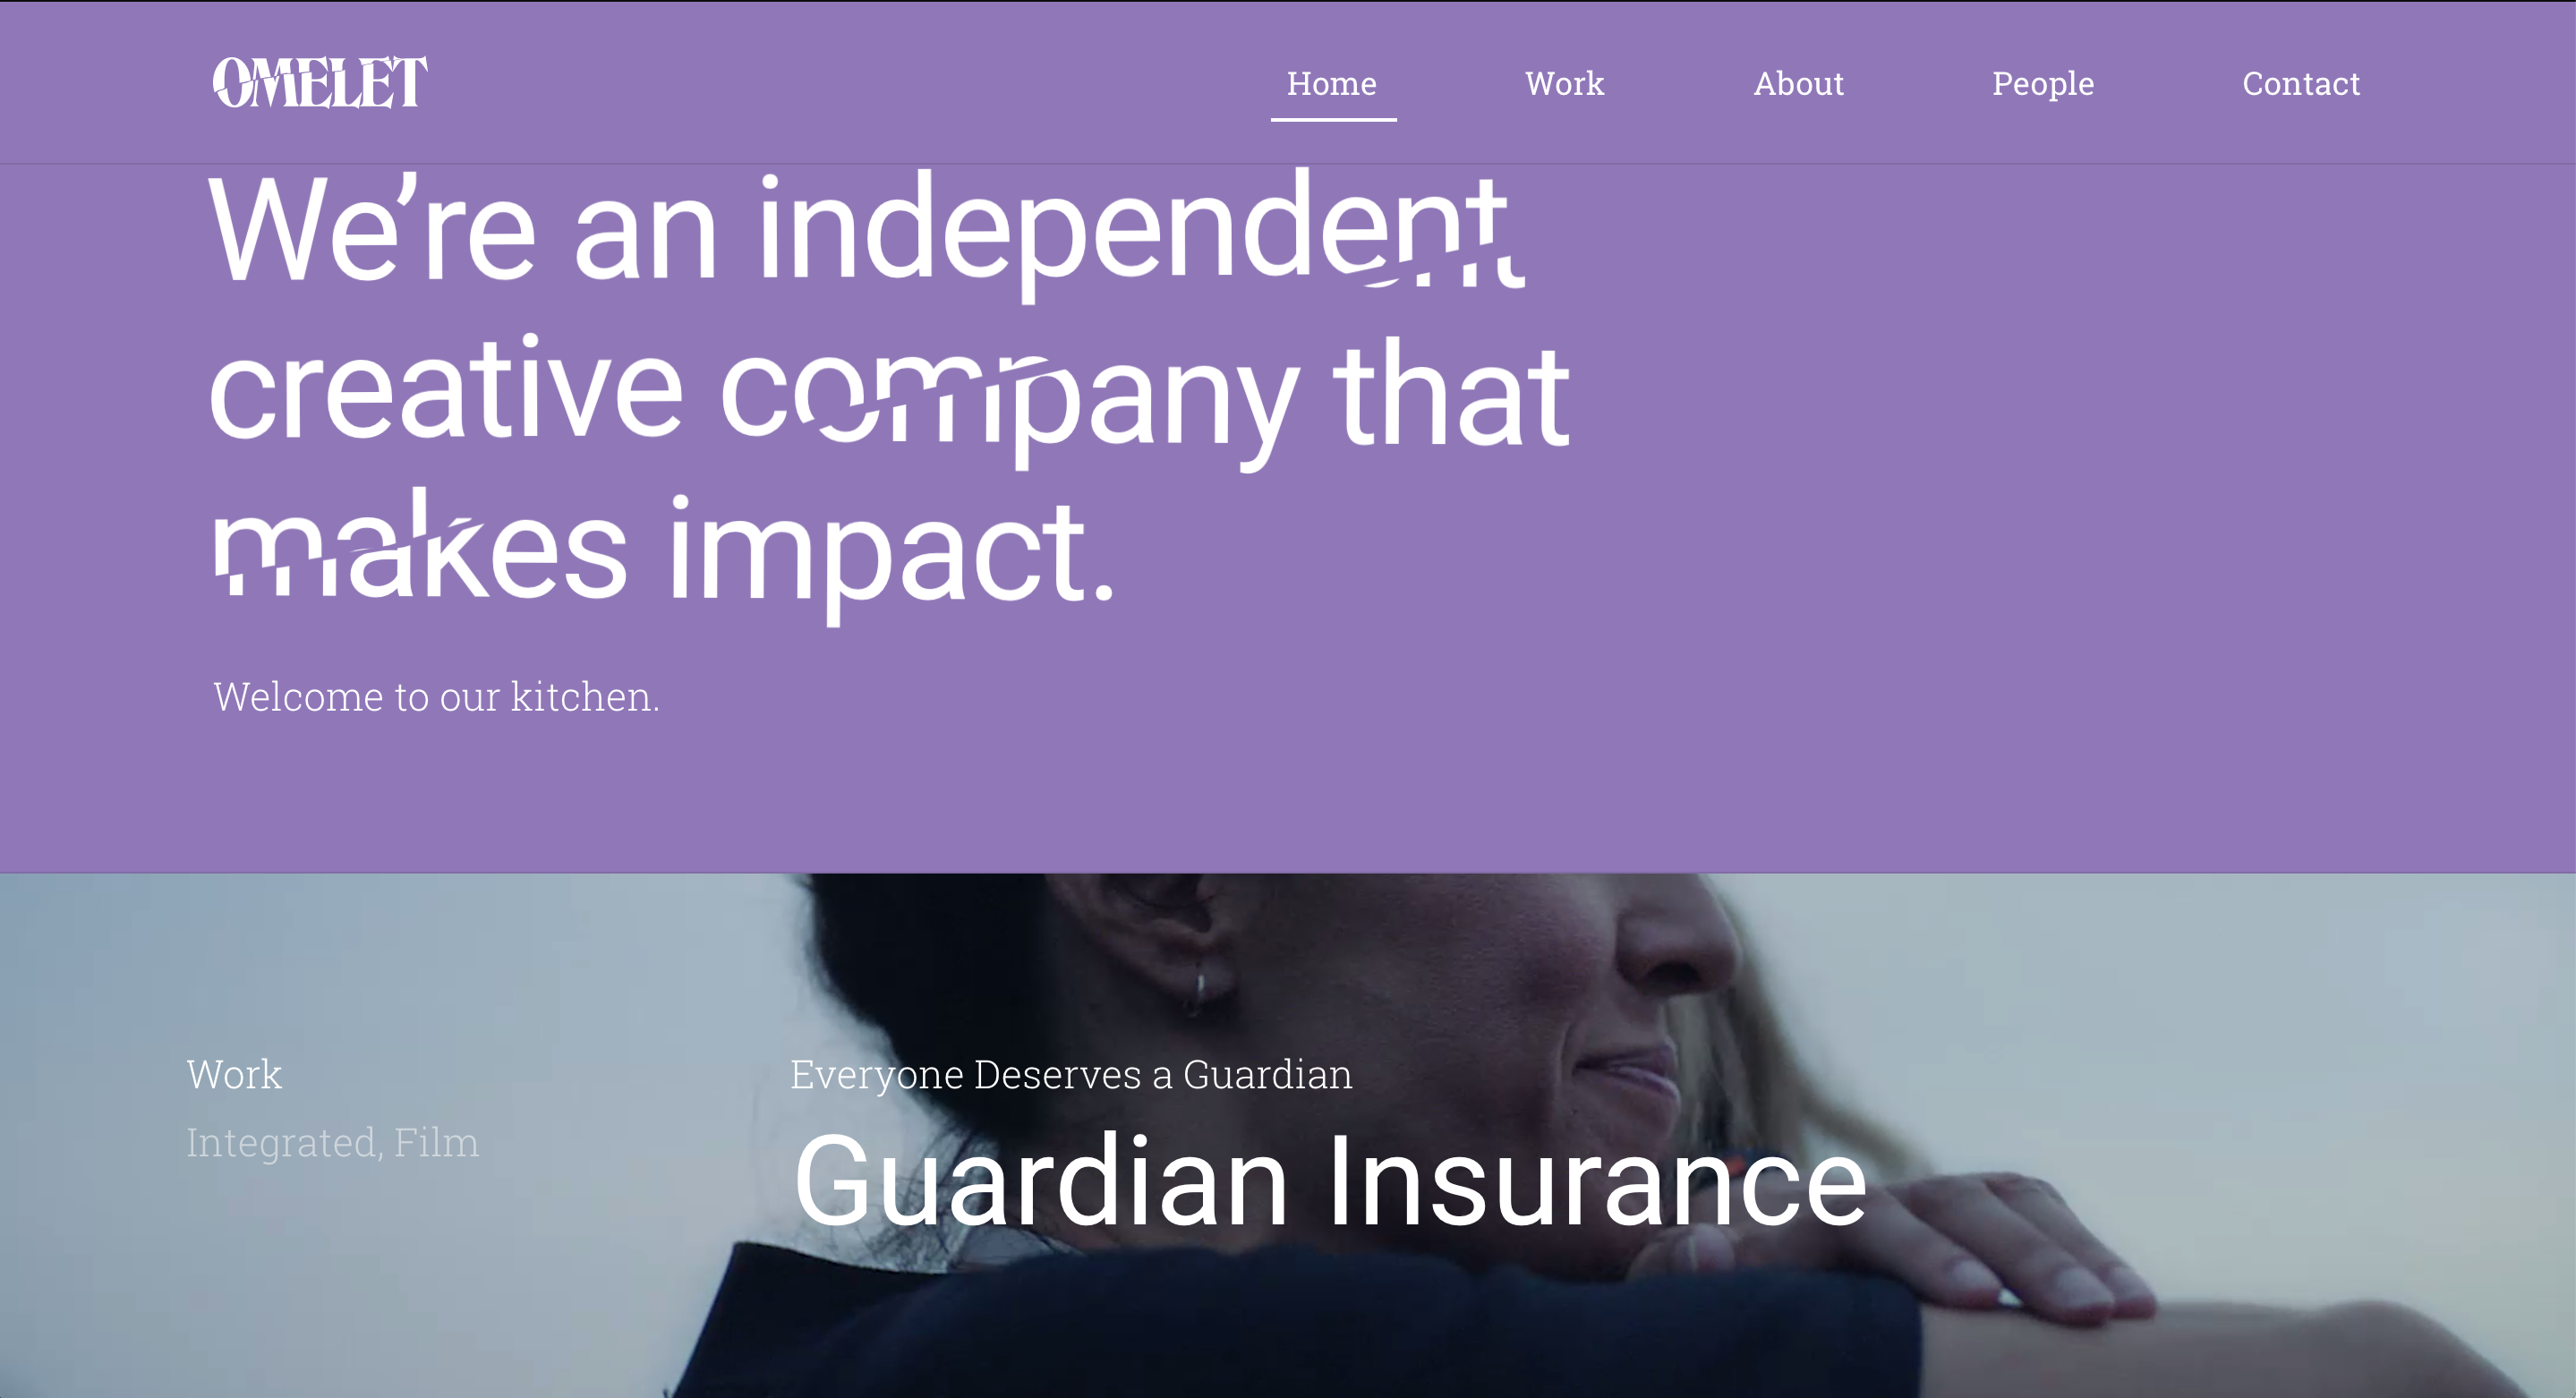 OMELET
Home Work About People Contact
We’re an independent
creative company that
makes impact.
Welcome to our kitchen.
Work
Integrated, Film
Everyone Deserves a Guardian
Guardian Insurance